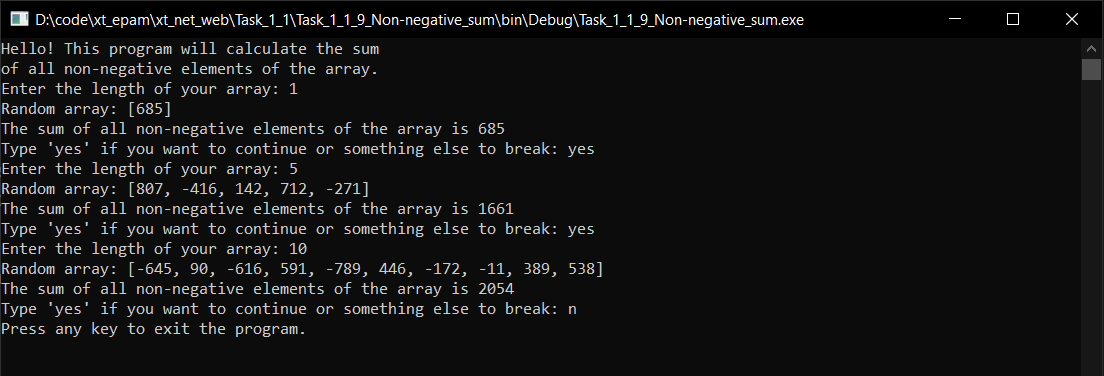 D:\code\xt_epam\xt_net_web\Task_1_1\Task_1_1_9_Non-negative_sum\bin\Debug\Task_1_1_9_Non-negative_sum.exe
Hello! This program will calculate the sum
of all non-negative elements of the array.
Enter the length of your array: 1
Random array: [685]
The sum of all non-negative elements of the array is 685
Type 'yes' if you want to continue or something else to break: yes
Enter the length of your array: 5
Random array: [807, -416, 142, 712, -271]
The sum of all non-negative elements of the array is 1661
Type 'yes' if you want to continue or something else to break: yes
Enter the length of your array: 10
Random array: [-645, 90, -616, 591, -789, 446, -172, -11, 389, 538]
The sum of all non-negative elements of the array is 2054
Type 'yes' if you want to continue or something else to break: n
Press any key to exit the program.